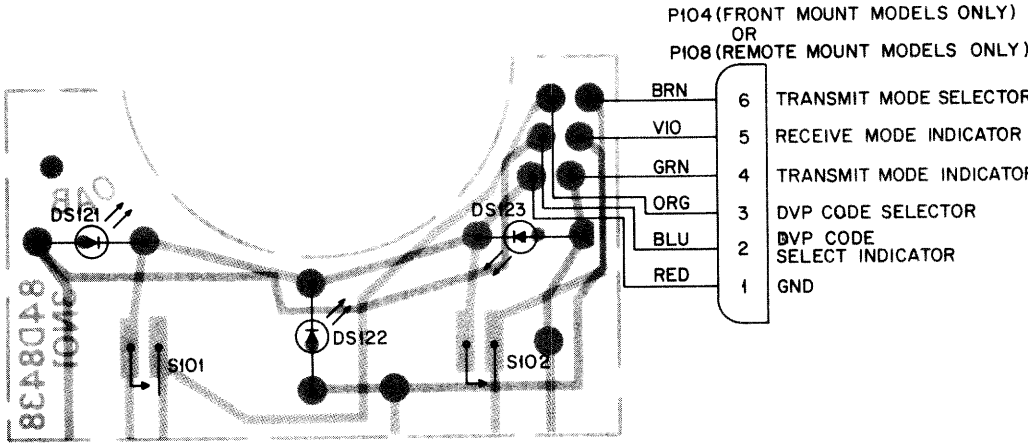 P104(FRONT MOUNT MODELS ONLY)
OR
P108(REMOTE MOUNT MODELS ONLY)
BRN 6 TRANSMIT MODE SELECTOR
VIO 5 RECEIVE MODE INDICATOR
GRN 4 TRANSMIT MODE INDICATOR
ORG 3 DVP CODE SELECTOR
BLU 2 DVP CODE
SELECT INDICATOR
RED 1 GND
DS121
DS123
DS122
S101
S102
84D8438